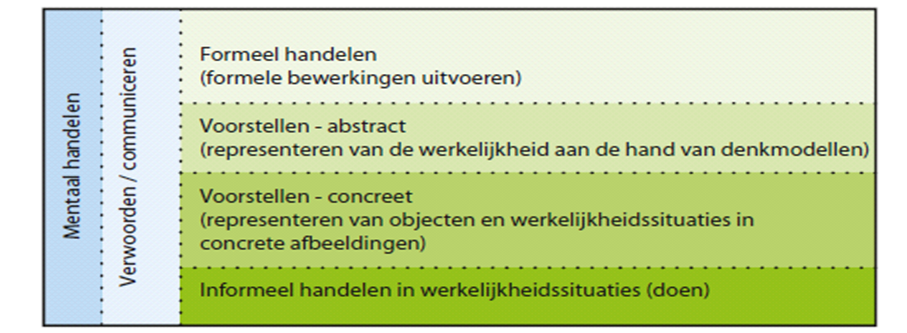 Mentaal handelen
Verwoorden / communiceren
Formeel handelen
(formele bewerkingen uitvoeren)
Voorstellen - abstract
(representeren van de werkelijkheid aan de hand van denkmodellen)
Voorstellen - concreet
(representeren van objecten en werkelijkheidssituaties in
concrete afbeeldingen)
Informeel handelen in werkelijkheidssituaties (doen)